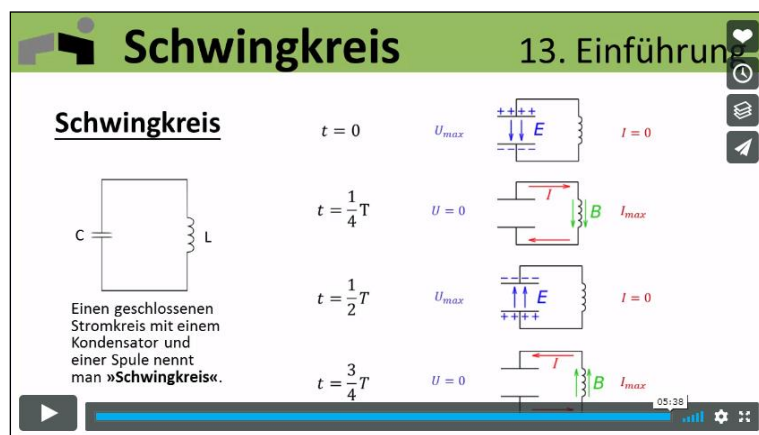 Schwingkreis 13. Einführung
Schwingkreis
t = 0 U_max ++++ E ---- I = 0
C L
t = 1/4 T U = 0 I B I_max
t = 1/2 T U_max ---- E ++++ I = 0
Einen geschlossenen
Stromkreis mit einem
Kondensator und
einer Spule nennt
man »Schwingkreis«.
t = 3/4 T U = 0 I B I_max
05:38